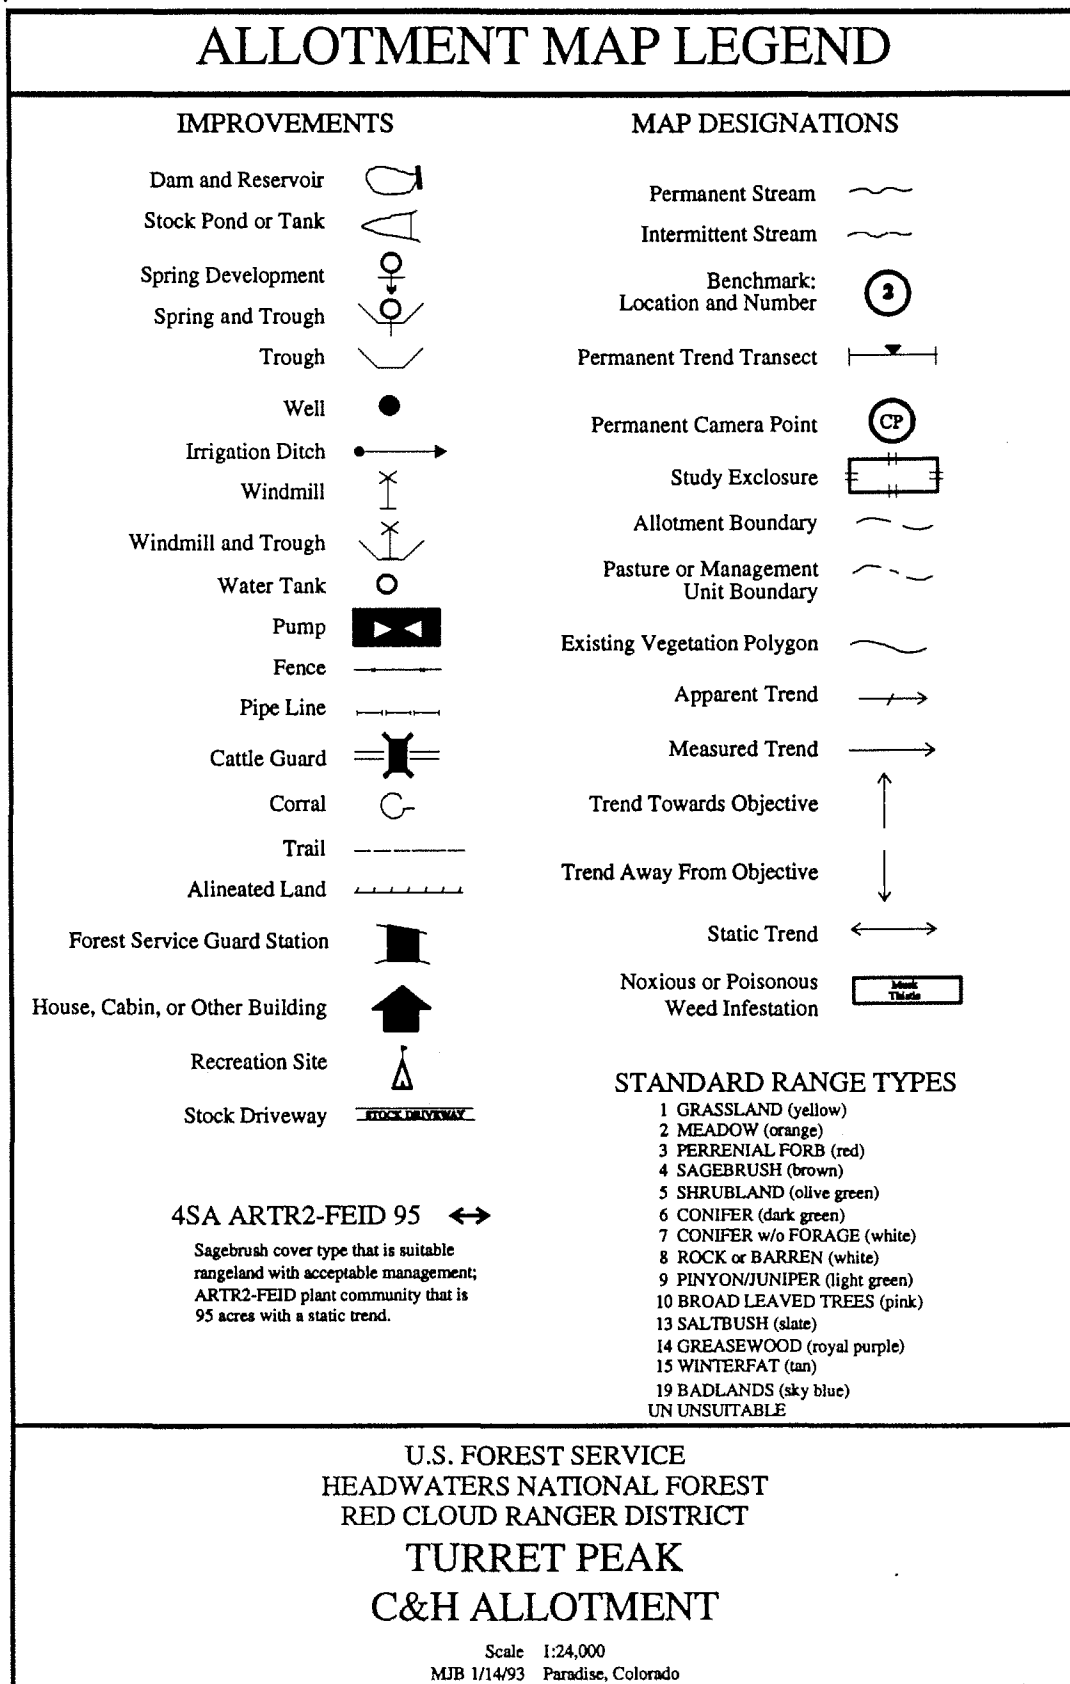 ALLOTMENT MAP LEGEND
IMPROVEMENTS
Dam and Reservoir
Stock Pond or Tank
Spring Development
Spring and Trough
Trough
Well
Irrigation Ditch
Windmill
Windmill and Trough
Water Tank
Pump
Fence
Pipe Line
Cattle Guard
Corral
Trail
Alineated Land
Forest Service Guard Station
House, Cabin, or Other Building
Recreation Site
Stock Driveway
STOCK DRIVEWAY
4SA ARTR2-FEID 95
Sagebrush cover type that is suitable
rangeland with acceptable management;
ARTR2-FEID plant community that is
95 acres with a static trend.
MAP DESIGNATIONS
Permanent Stream
Intermittent Stream
Benchmark:
Location and Number
2
Permanent Trend Transect
Permanent Camera Point
CP
Study Exclosure
Allotment Boundary
Pasture or Management
Unit Boundary
Existing Vegetation Polygon
Apparent Trend
Measured Trend
Trend Towards Objective
Trend Away From Objective
Static Trend
Noxious or Poisonous
Weed Infestation
Musk
Thistle
STANDARD RANGE TYPES
1 GRASSLAND (yellow)
2 MEADOW (orange)
3 PERRENIAL FORB (red)
4 SAGEBRUSH (brown)
5 SHRUBLAND (olive green)
6 CONIFER (dark green)
7 CONIFER w/o FORAGE (white)
8 ROCK or BARREN (white)
9 PINYON/JUNIPER (light green)
10 BROAD LEAVED TREES (pink)
13 SALTBUSH (slate)
14 GREASEWOOD (royal purple)
15 WINTERFAT (tan)
19 BADLANDS (sky blue)
UN UNSUITABLE
U.S. FOREST SERVICE
HEADWATERS NATIONAL FOREST
RED CLOUD RANGER DISTRICT
TURRET PEAK
C&H ALLOTMENT
Scale 1:24,000
MJB 1/14/93 Paradise, Colorado